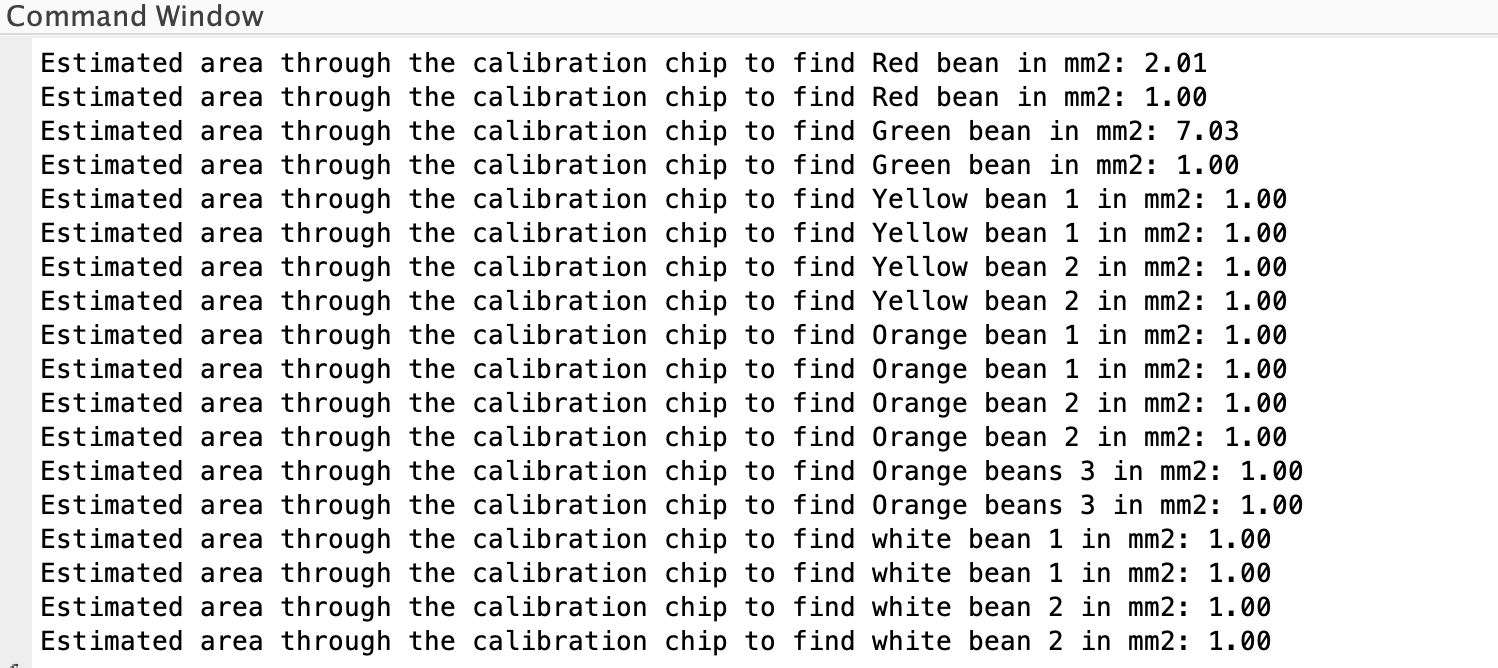 Command Window
Estimated area through the calibration chip to find Red bean in mm2: 2.01
Estimated area through the calibration chip to find Red bean in mm2: 1.00
Estimated area through the calibration chip to find Green bean in mm2: 7.03
Estimated area through the calibration chip to find Green bean in mm2: 1.00
Estimated area through the calibration chip to find Yellow bean 1 in mm2: 1.00
Estimated area through the calibration chip to find Yellow bean 1 in mm2: 1.00
Estimated area through the calibration chip to find Yellow bean 2 in mm2: 1.00
Estimated area through the calibration chip to find Yellow bean 2 in mm2: 1.00
Estimated area through the calibration chip to find Orange bean 1 in mm2: 1.00
Estimated area through the calibration chip to find Orange bean 1 in mm2: 1.00
Estimated area through the calibration chip to find Orange bean 2 in mm2: 1.00
Estimated area through the calibration chip to find Orange bean 2 in mm2: 1.00
Estimated area through the calibration chip to find Orange beans 3 in mm2: 1.00
Estimated area through the calibration chip to find Orange beans 3 in mm2: 1.00
Estimated area through the calibration chip to find white bean 1 in mm2: 1.00
Estimated area through the calibration chip to find white bean 1 in mm2: 1.00
Estimated area through the calibration chip to find white bean 2 in mm2: 1.00
Estimated area through the calibration chip to find white bean 2 in mm2: 1.00